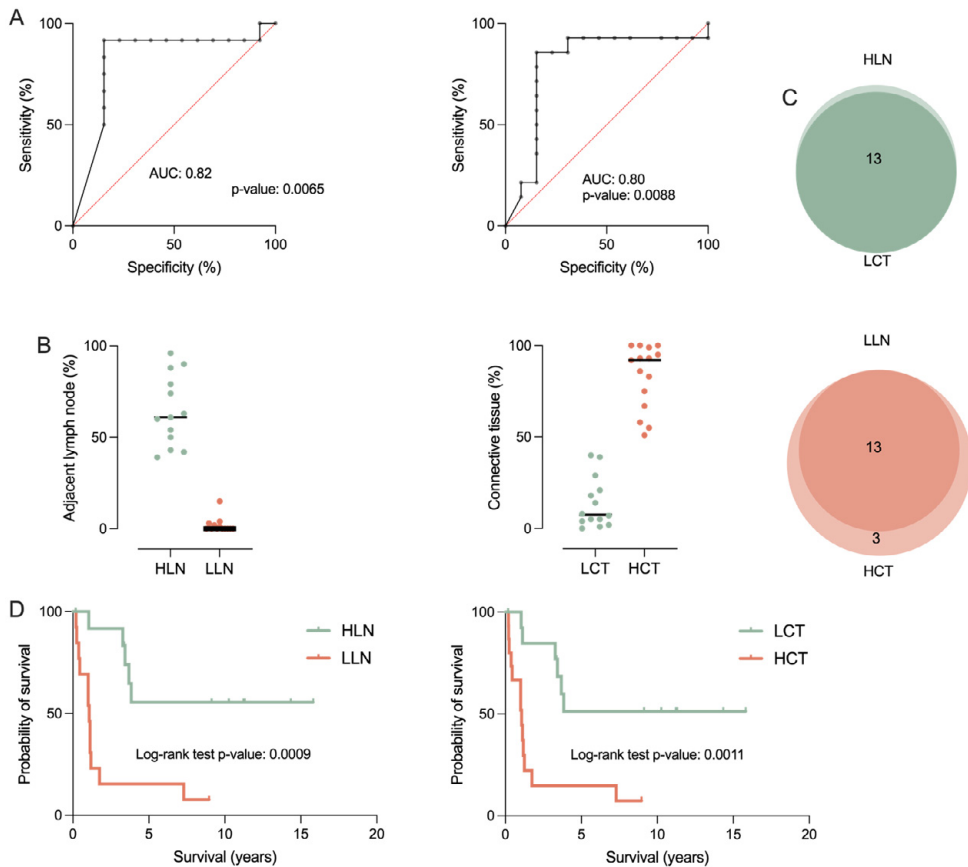 A
100
50
0
Sensitivity (%)
AUC: 0.82
p-value: 0.0065
0
50
100
Specificity (%)
100
50
0
Sensitivity (%)
AUC: 0.80
p-value: 0.0088
0
50
100
Specificity (%)
C
HLN
13
LCT
B
100
50
0
Adjacent lymph node (%)
HLN
LLN
100
50
0
Connective tissue (%)
LCT
HCT
LLN
13
3
HCT
D
100
50
0
Probability of survival
HLN
LLN
Log-rank test p-value: 0.0009
0
5
10
15
20
Survival (years)
100
50
0
Probability of survival
LCT
HCT
Log-rank test p-value: 0.0011
0
5
10
15
20
Survival (years)